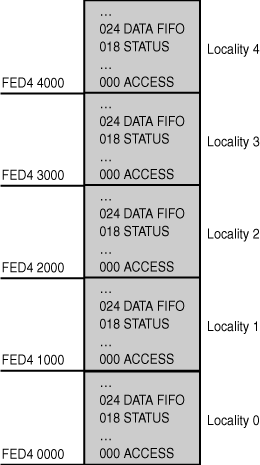 ...
024 DATA FIFO
018 STATUS
Locality 4
...
FED4 4000
000 ACCESS
...
024 DATA FIFO
018 STATUS
Locality 3
...
FED4 3000
000 ACCESS
...
024 DATA FIFO
018 STATUS
Locality 2
...
FED4 2000
000 ACCESS
...
024 DATA FIFO
018 STATUS
Locality 1
...
FED4 1000
000 ACCESS
...
024 DATA FIFO
018 STATUS
Locality 0
...
FED4 0000
000 ACCESS